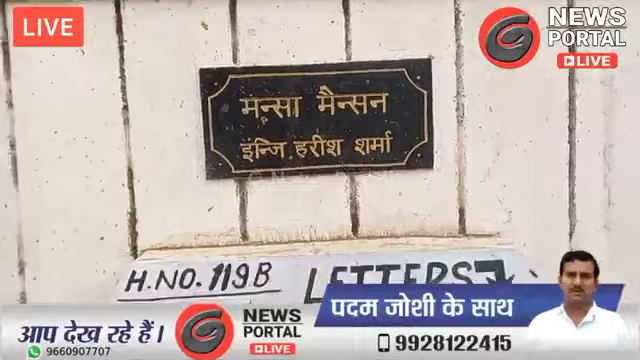 LIVE
NEWS
PORTAL
LIVE
मन्सा मैन्सन
इन्जि. हरीश शर्मा
H.NO. 119B
LETTERS
पदम जोशी के साथ
9928122415
आप देख रहे हैं।
9660907707
NEWS
PORTAL
LIVE